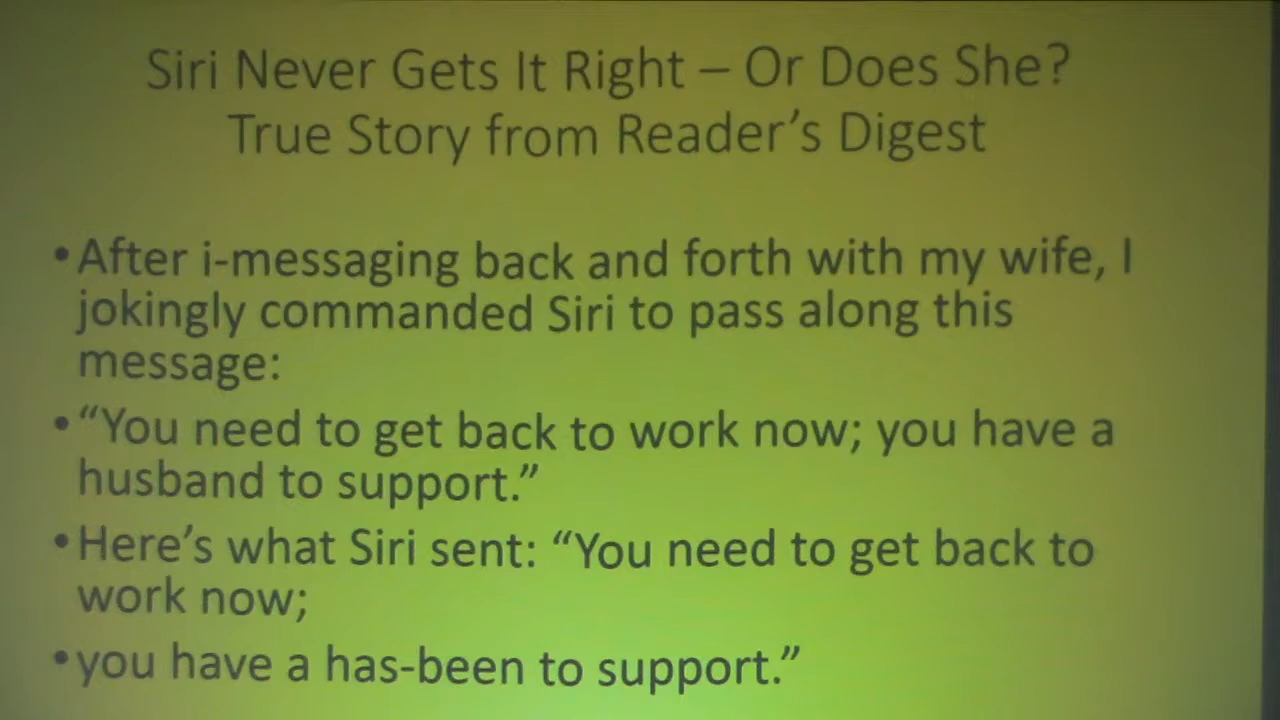 Siri Never Gets It Right – Or Does She?
True Story from Reader’s Digest
•After i-messaging back and forth with my wife, I
jokingly commanded Siri to pass along this
message:
•“You need to get back to work now; you have a
husband to support.”
•Here’s what Siri sent: “You need to get back to
work now;
•you have a has-been to support.”